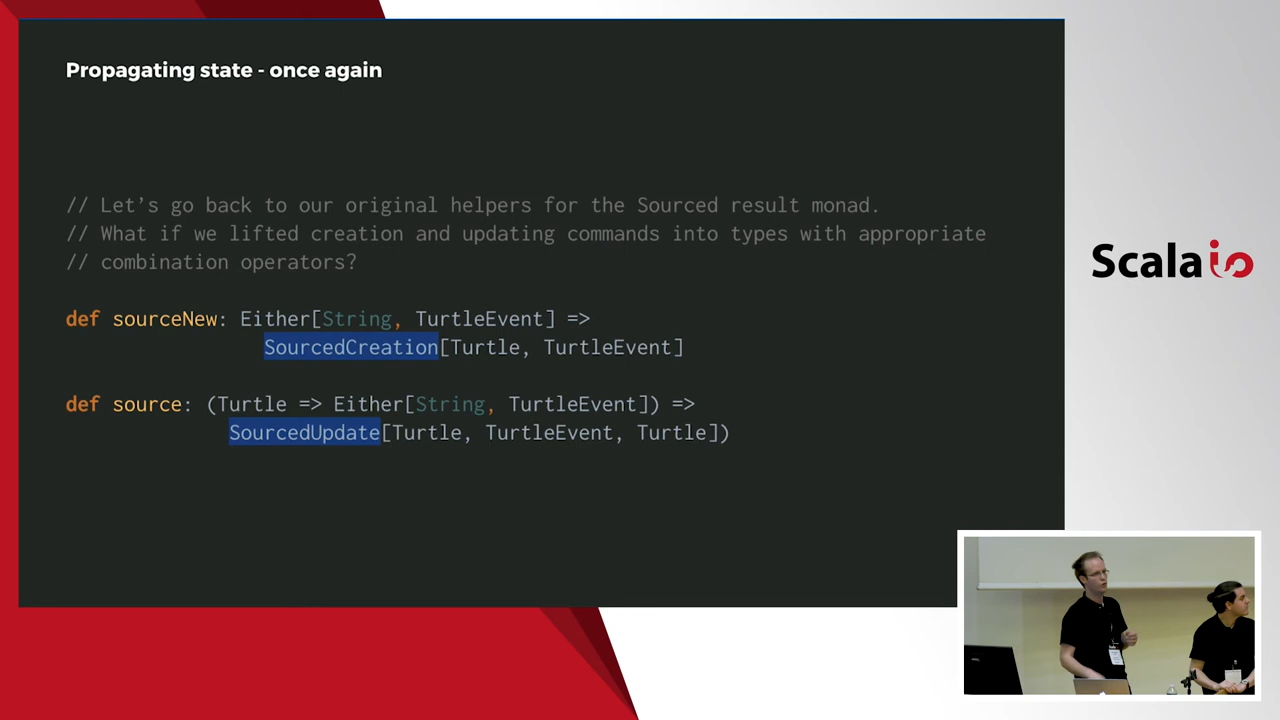 Propagating state - once again
// Let’s go back to our original helpers for the Sourced result monad.
// What if we lifted creation and updating commands into types with appropriate
// combination operators?
def sourceNew: Either[String, TurtleEvent] =>
SourcedCreation[Turtle, TurtleEvent]
def source: (Turtle => Either[String, TurtleEvent]) =>
SourcedUpdate[Turtle, TurtleEvent, Turtle])
Scala io